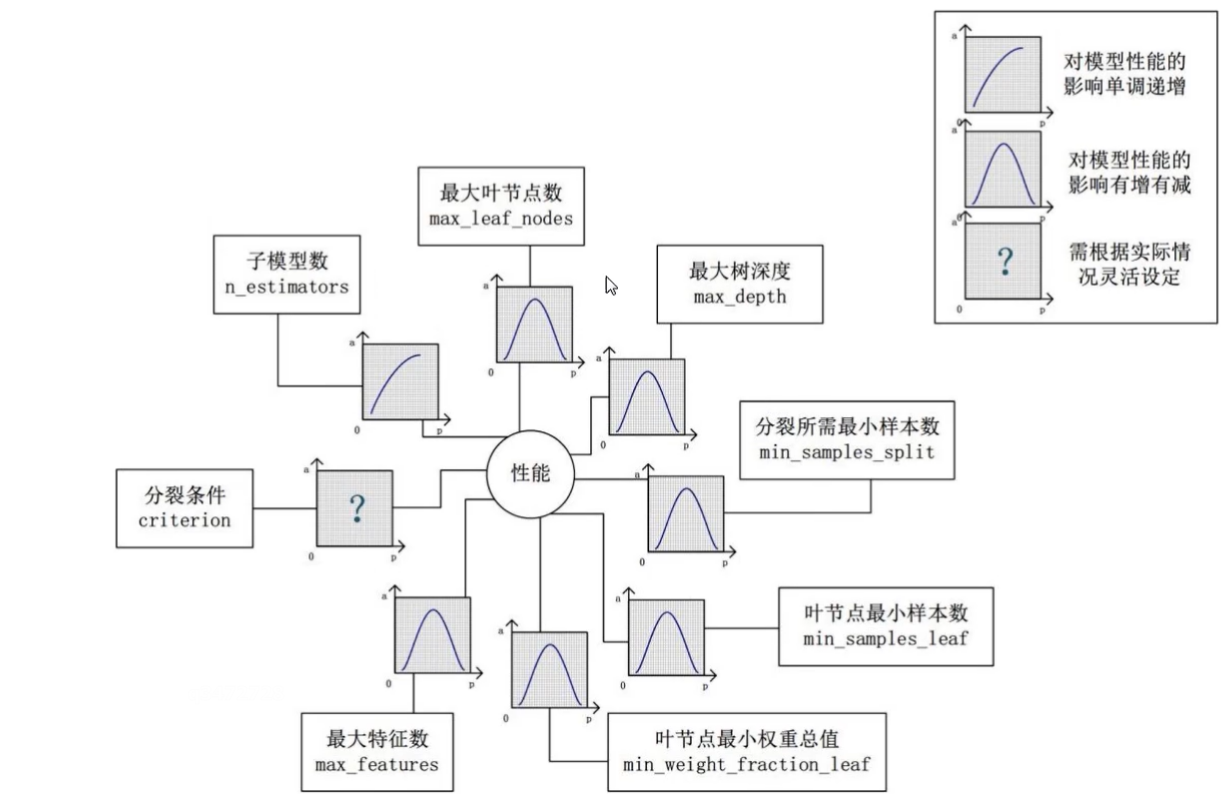 对模型性能的
影响单调递增
对模型性能的
影响有增有减
?
需根据实际情
况灵活设定
最大叶节点数
max_leaf_nodes
子模型数
n_estimators
最大树深度
max_depth
分裂所需最小样本数
min_samples_split
性能
分裂条件
criterion
?
叶节点最小样本数
min_samples_leaf
最大特征数
max_features
叶节点最小权重总值
min_weight_fraction_leaf
a
0
p
a
0
p
a
0
p
a
0
p
a
0
p
a
0
p
a
0
p
a
0
p
a
0
p
a
0
p
a
0
p